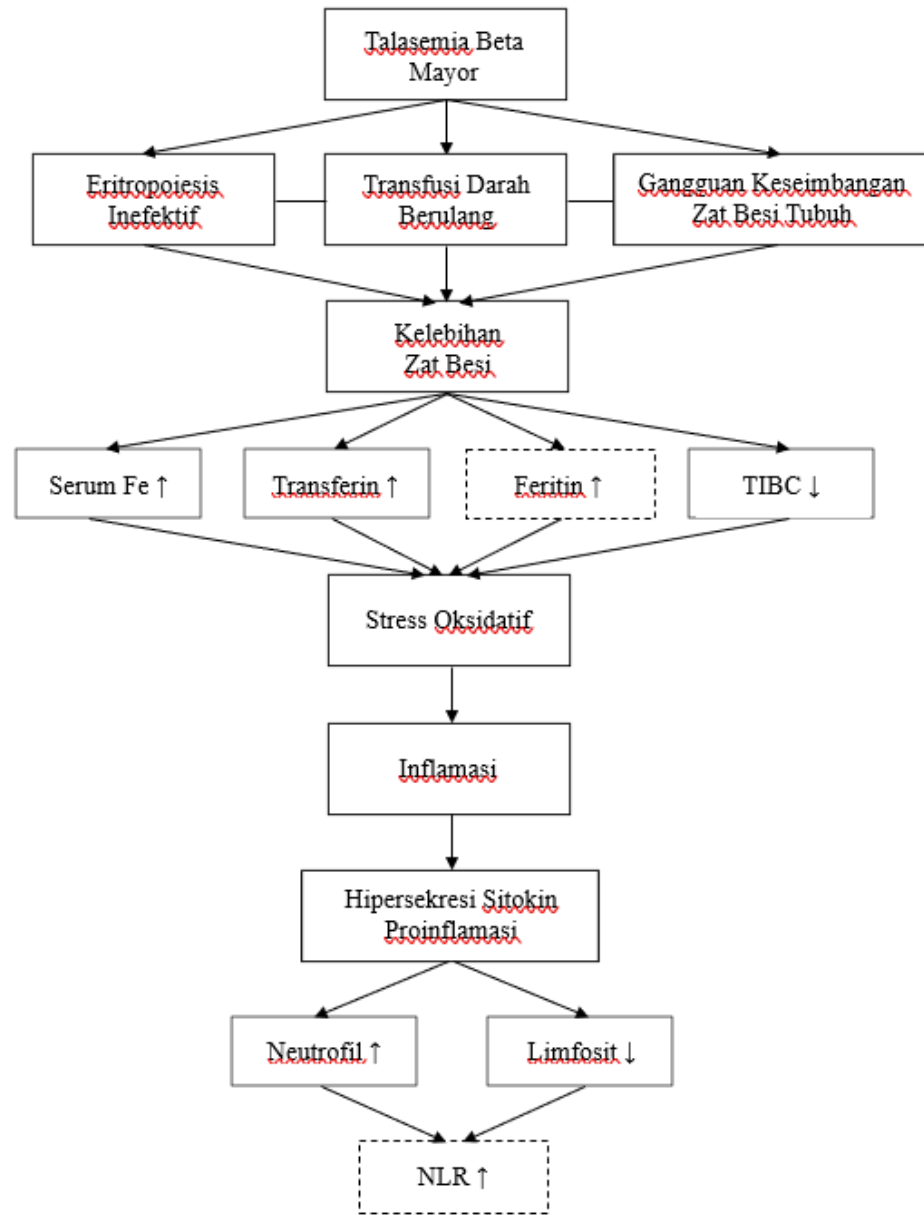 Talasemia Beta
Mayor
Eritropoiesis
Inefektif
Transfusi Darah
Berulang
Gangguan Keseimbangan
Zat Besi Tubuh
Kelebihan
Zat Besi
Serum Fe ↑
Transferin ↑
Feritin ↑
TIBC ↓
Stress Oksidatif
Inflamasi
Hipersekresi Sitokin
Proinflamasi
Neutrofil ↑
Limfosit ↓
NLR ↑